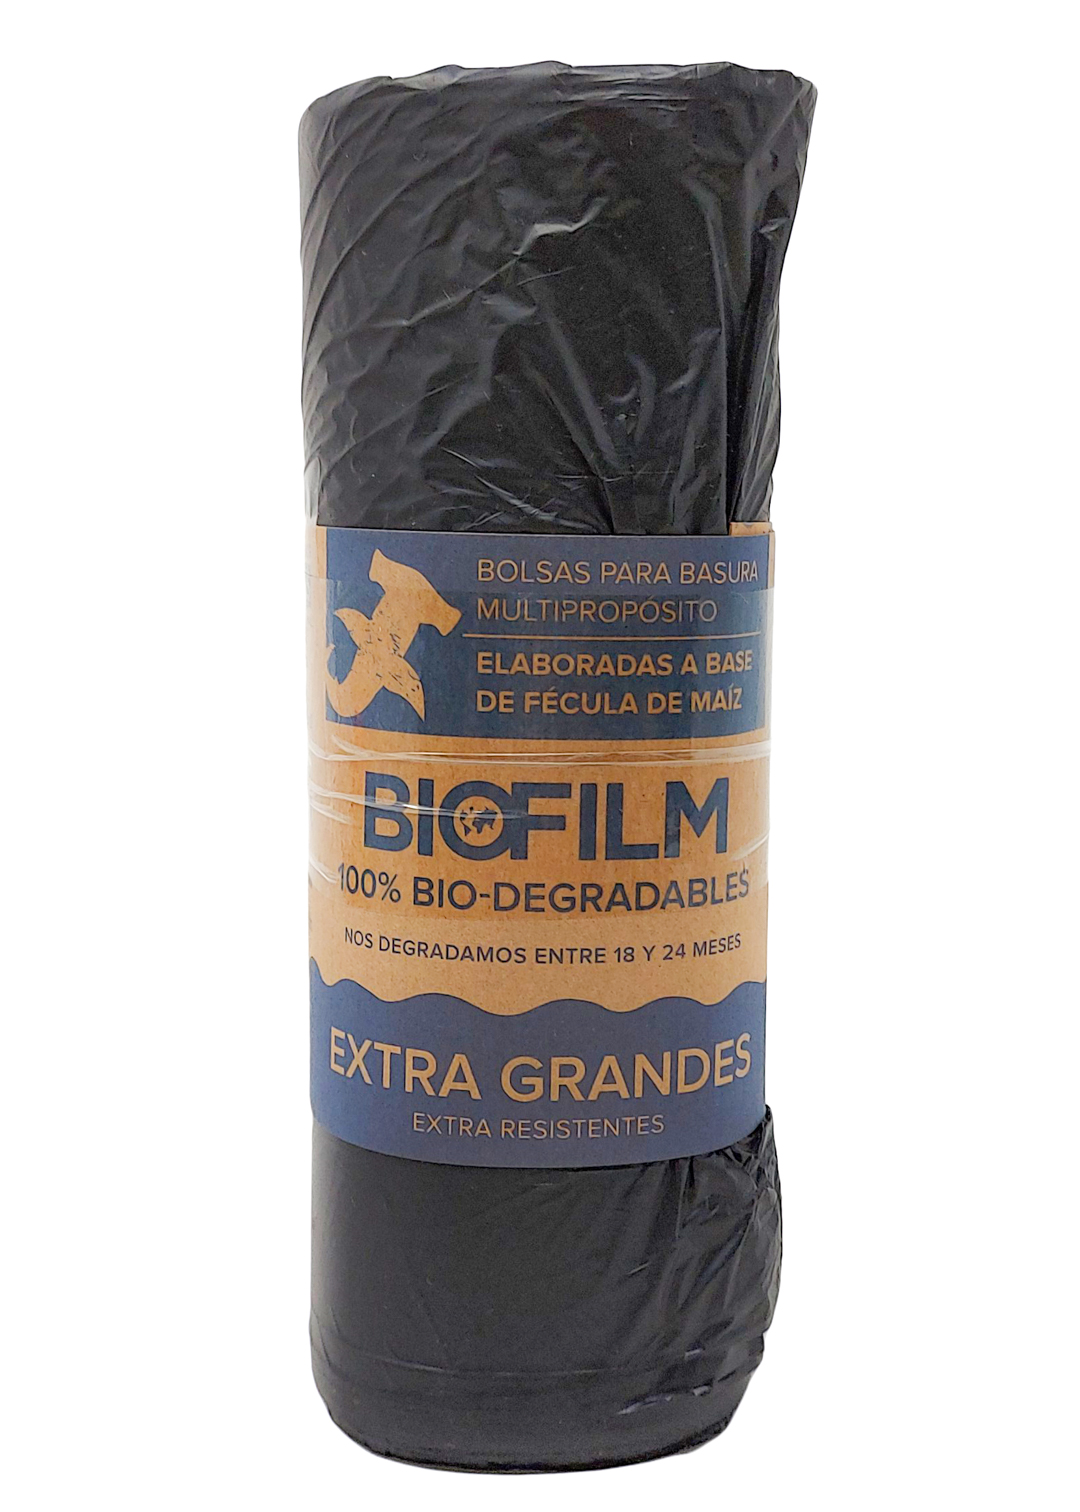 BOLSAS PARA BASURA
MULTIPROPÓSITO
ELABORADAS A BASE
DE FÉCULA DE MAÍZ
BIOFILM
100% BIO-DEGRADABLES
NOS DEGRADAMOS ENTRE 18 Y 24 MESES
EXTRA GRANDES
EXTRA RESISTENTES